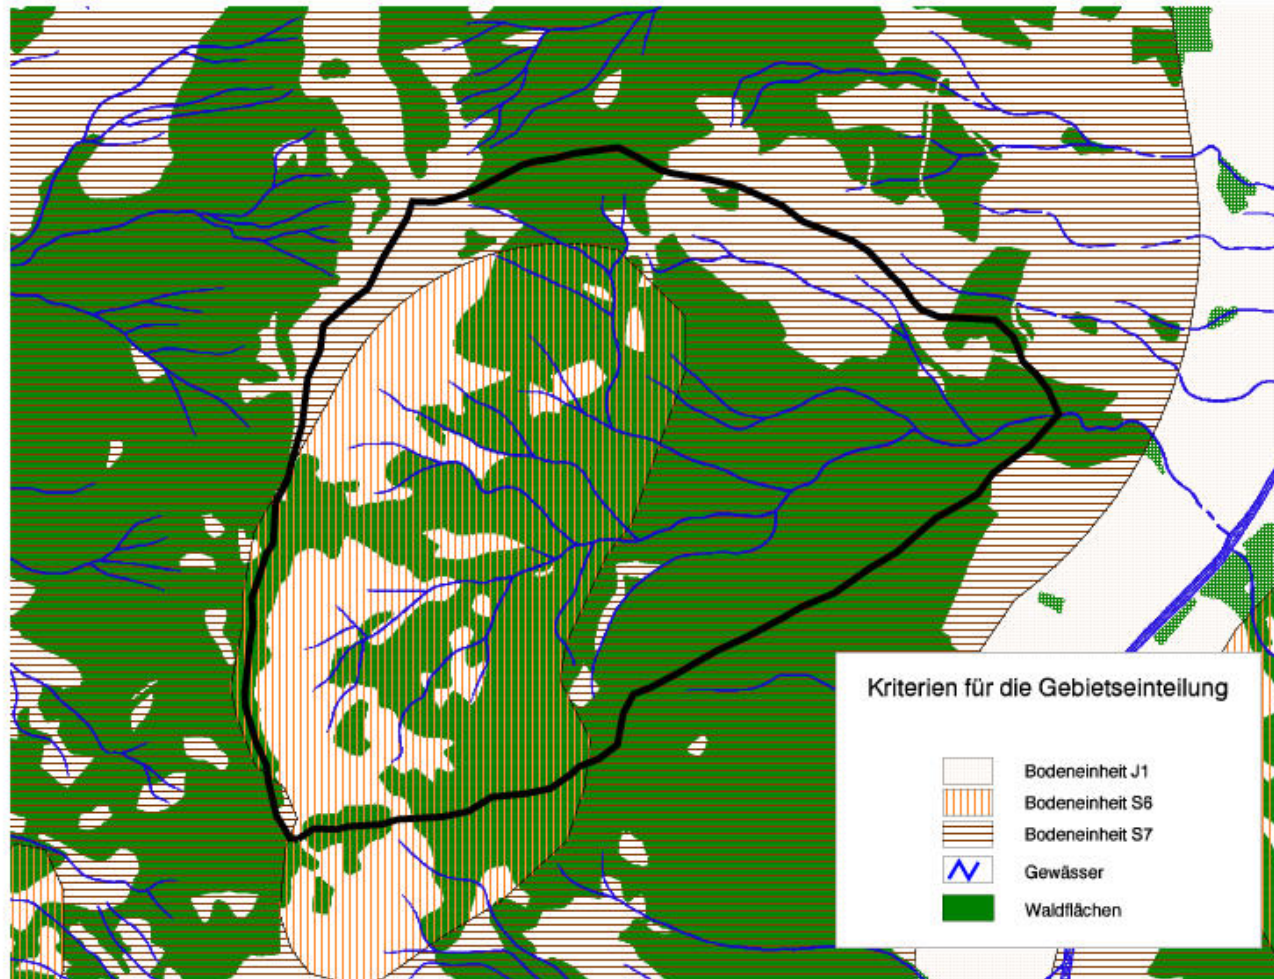 Kriterien für die Gebietseinteilung
Bodeneinheit J1
Bodeneinheit S6
Bodeneinheit S7
Gewässer
Waldflächen